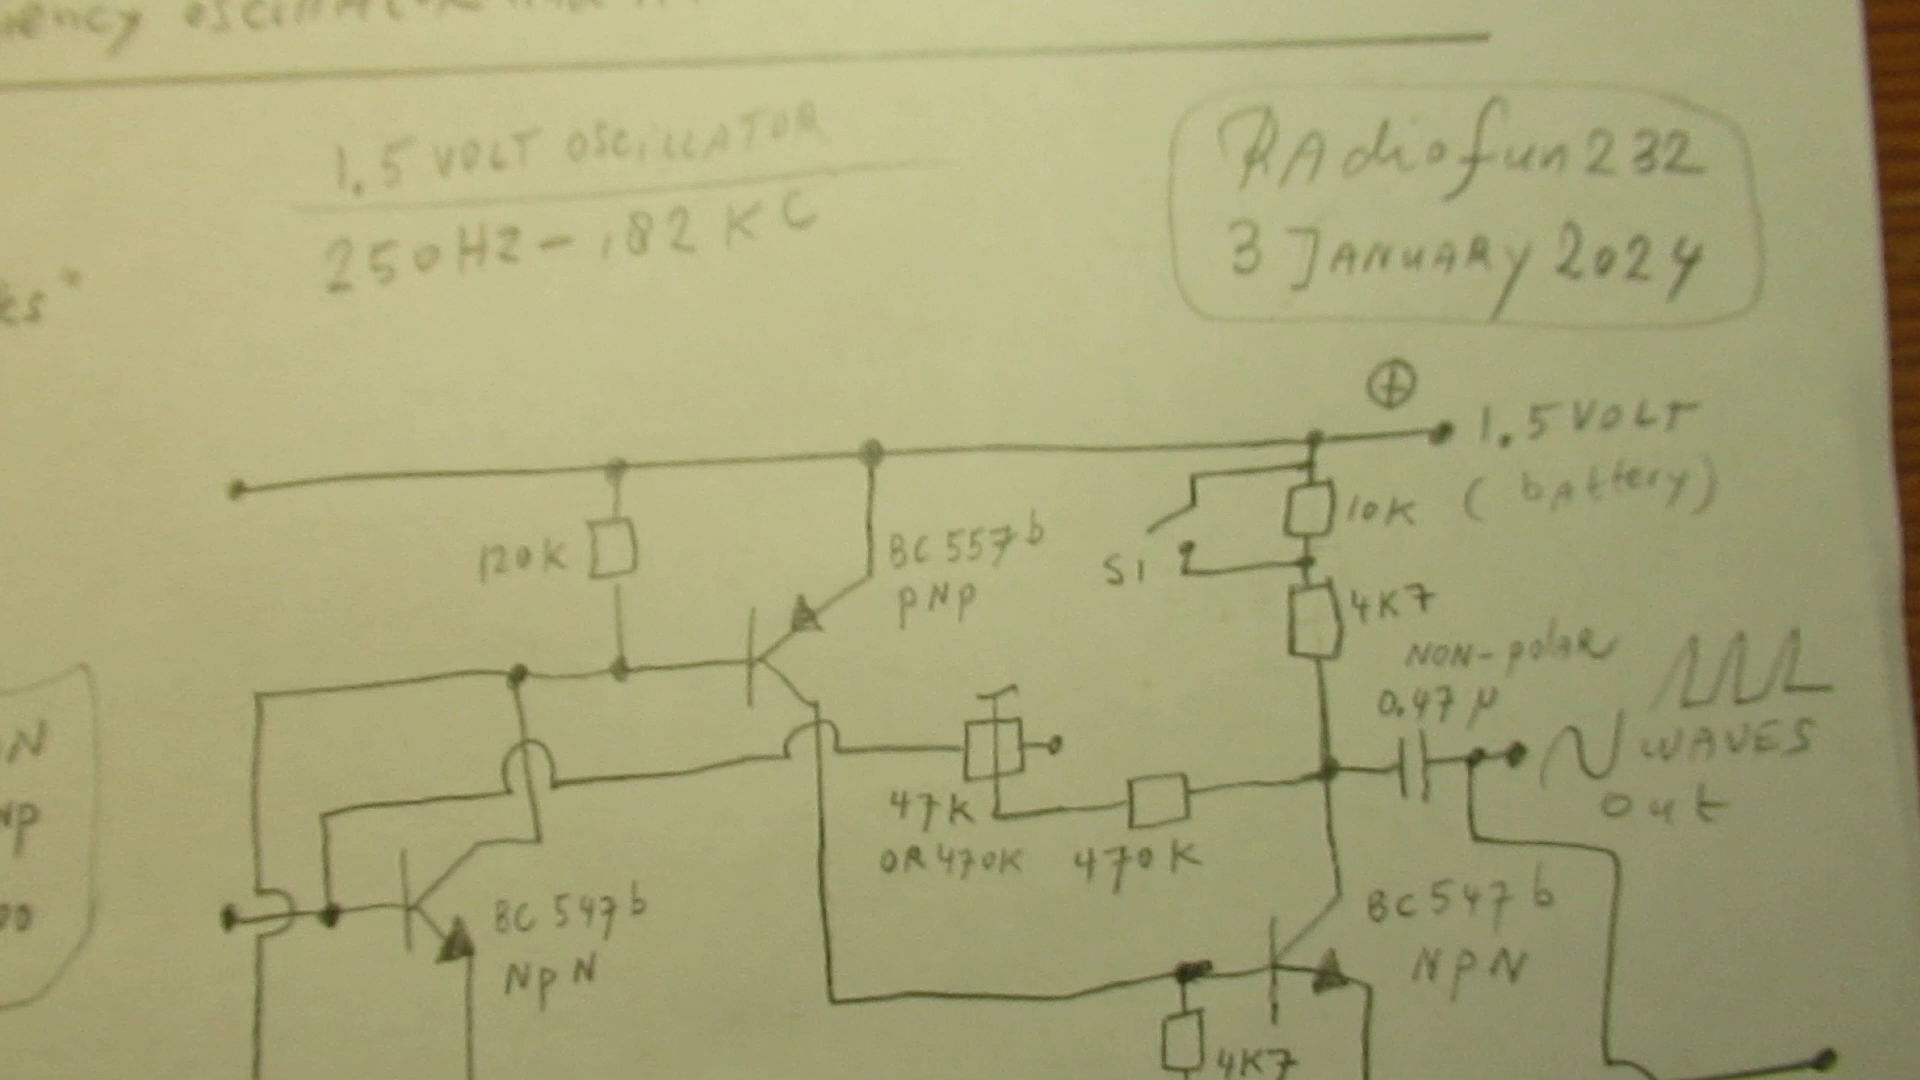 oscillator
1.5 VOLT OSCILLATOR
250HZ - .82 KC
RAdiofun232
3 JANUARY 2024
1.5 VOLT
(bAttery)
10K
120K
BC 557b
PNP
S1
4K7
NON-polAR
0.47 µ
WAVES
Out
47K
OR 470K
470K
BC 547b
NPN
BC 547b
NPN
4K7